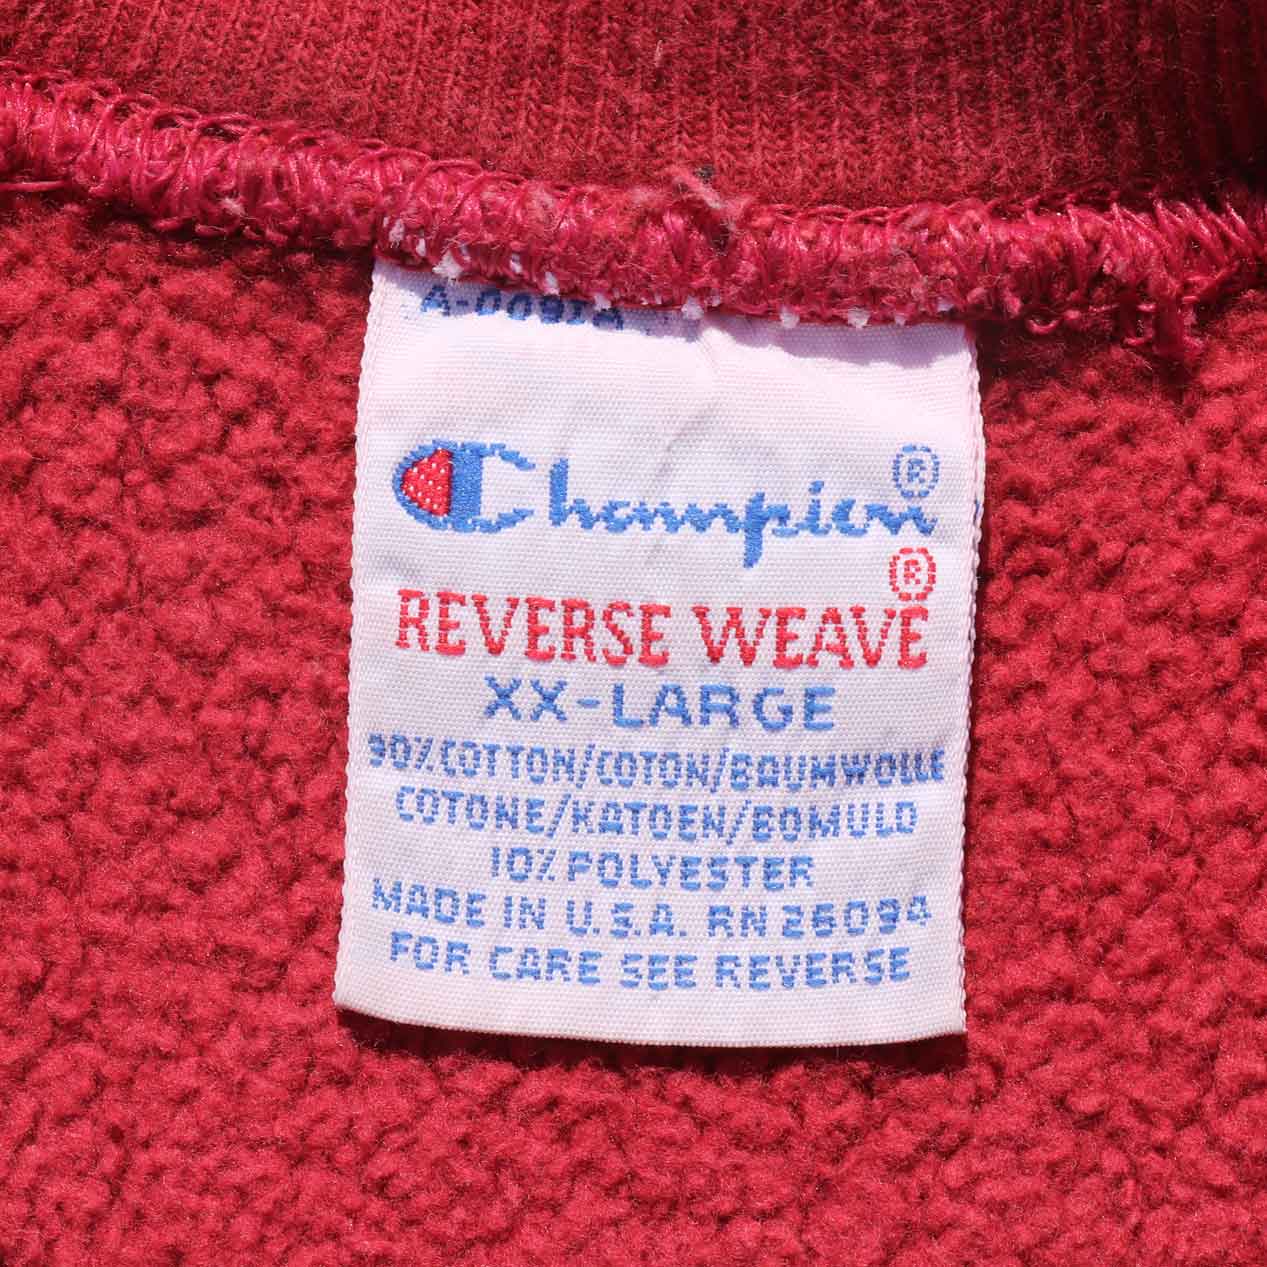 Champion®
®
REVERSE WEAVE
XX-LARGE
90% COTTON/COTON/BAUMWOLLE
COTONE/KATOEN/BOMULD
10% POLYESTER
MADE IN U.S.A. RN 26094
FOR CARE SEE REVERSE